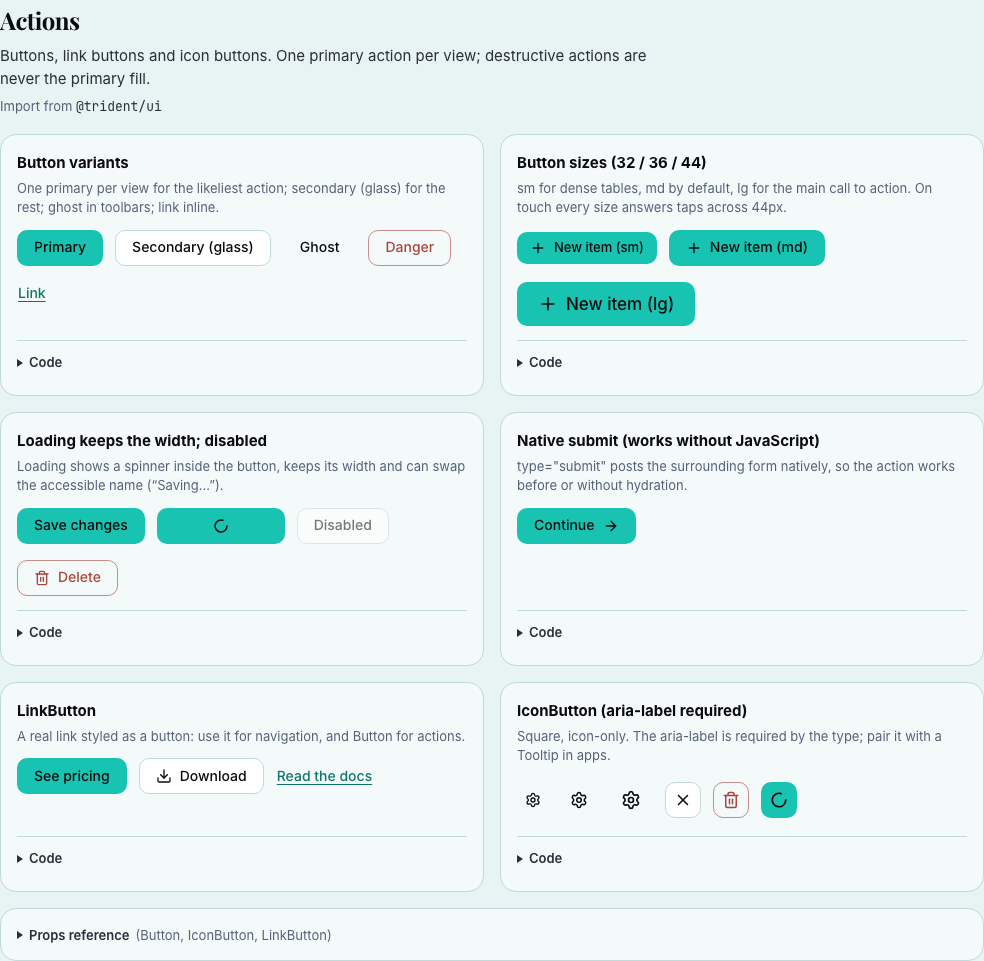 Actions
Buttons, link buttons and icon buttons. One primary action per view; destructive actions are
never the primary fill.
Import from @trident/ui
Button variants
One primary per view for the likeliest action; secondary (glass) for the
rest; ghost in toolbars; link inline.
Primary Secondary (glass) Ghost Danger
Link
Code
Button sizes (32 / 36 / 44)
sm for dense tables, md by default, lg for the main call to action. On
touch every size answers taps across 44px.
New item (sm) New item (md)
New item (lg)
Code
Loading keeps the width; disabled
Loading shows a spinner inside the button, keeps its width and can swap
the accessible name (“Saving…”).
Save changes Disabled
Delete
Code
Native submit (works without JavaScript)
type="submit" posts the surrounding form natively, so the action works
before or without hydration.
Continue
Code
LinkButton
A real link styled as a button: use it for navigation, and Button for actions.
See pricing Download Read the docs
Code
IconButton (aria-label required)
Square, icon-only. The aria-label is required by the type; pair it with a
Tooltip in apps.
Code
Props reference (Button, IconButton, LinkButton)